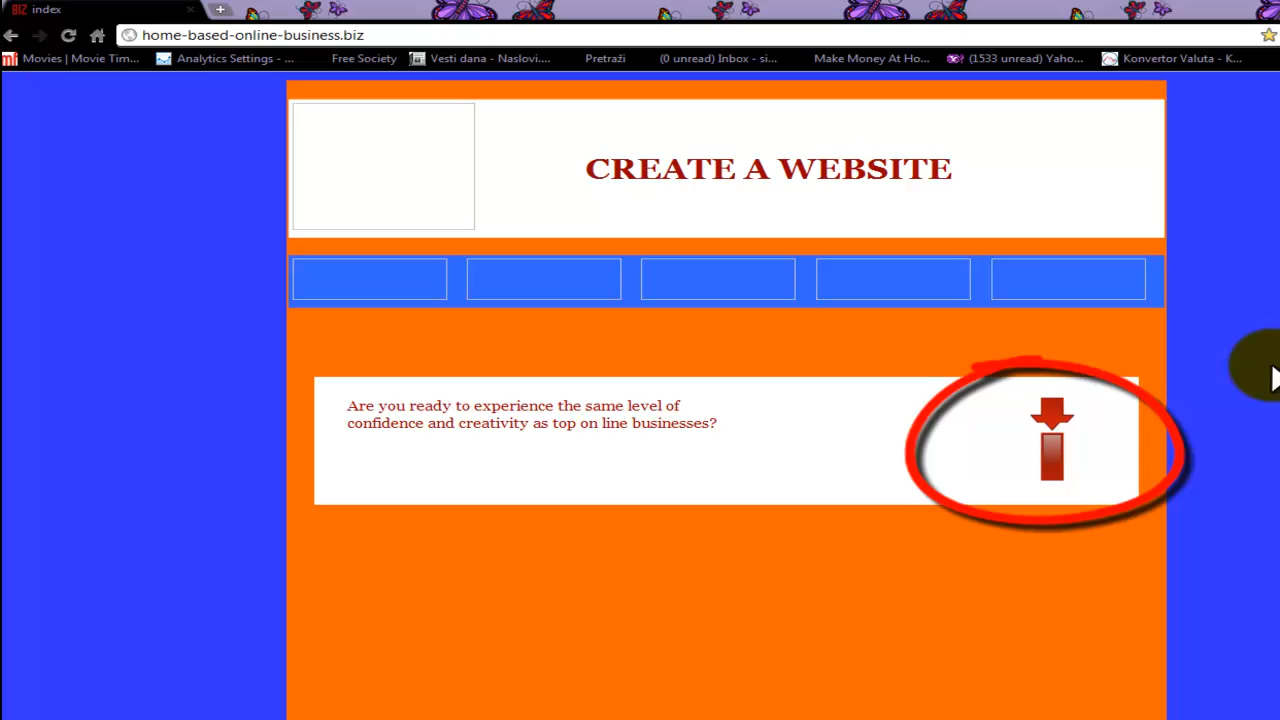 BIZ index
home-based-online-business.biz
Movies | Movie Tim... Analytics Settings - ... Free Society Vesti dana - Naslovi.... Pretraži (0 unread) Inbox - si... Make Money At Ho... (1533 unread) Yaho... Konvertor Valuta - K...
CREATE A WEBSITE
Are you ready to experience the same level of
confidence and creativity as top on line businesses?